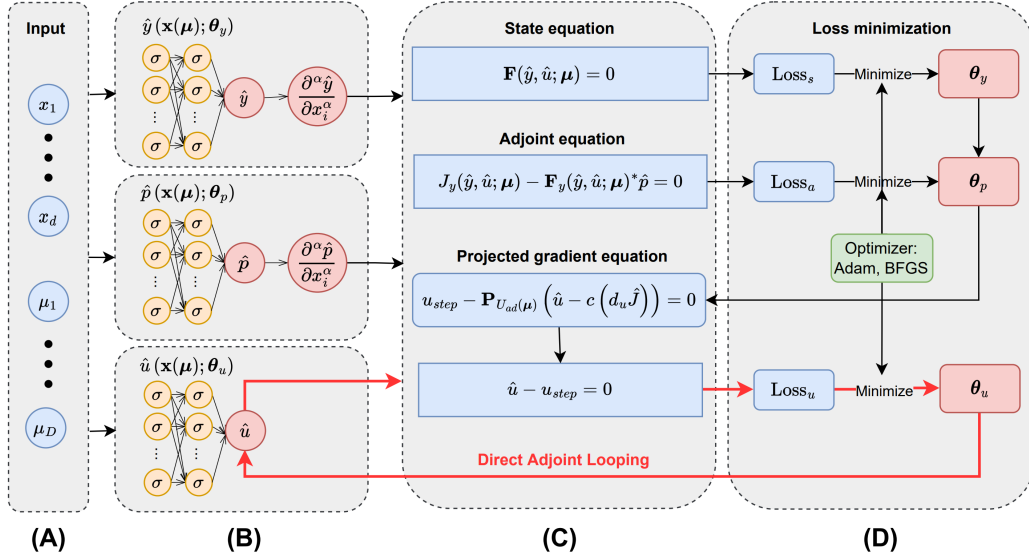 Input
x_1
x_d
μ_1
μ_D
(A)
ŷ(x(μ);θ_y)
σ σ
σ σ
⋮ ⋮
σ σ
ŷ
∂^α ŷ
∂x_i^α
p̂(x(μ);θ_p)
σ σ
σ σ
⋮ ⋮
σ σ
p̂
∂^α p̂
∂x_i^α
û(x(μ);θ_u)
σ σ
σ σ
⋮ ⋮
σ σ
û
(B)
State equation
F(ŷ, û; μ) = 0
Adjoint equation
J_y(ŷ, û; μ) − F_y(ŷ, û; μ)*p̂ = 0
Projected gradient equation
u_step − P_{U_ad(μ)} (û − c (d_u Ĵ)) = 0
û − u_step = 0
Direct Adjoint Looping
(C)
Loss minimization
Loss_s
Minimize
θ_y
Loss_a
Minimize
θ_p
Optimizer:
Adam, BFGS
Loss_u
Minimize
θ_u
(D)